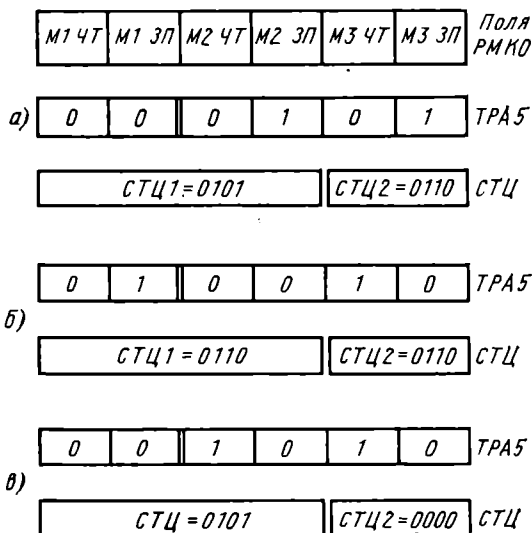 М1 ЧТ М1 ЗП М2 ЧТ М2 ЗП М3 ЧТ М3 ЗП Поля РМК0
а) 0 0 0 1 0 1 ТРА5
СТЦ1=0101 СТЦ2=0110 СТЦ
0 1 0 0 1 0 ТРА5
б)
СТЦ1=0110 СТЦ2=0110 СТЦ
0 0 1 0 1 0 ТРА5
в)
СТЦ=0101 СТЦ2=0000 СТЦ